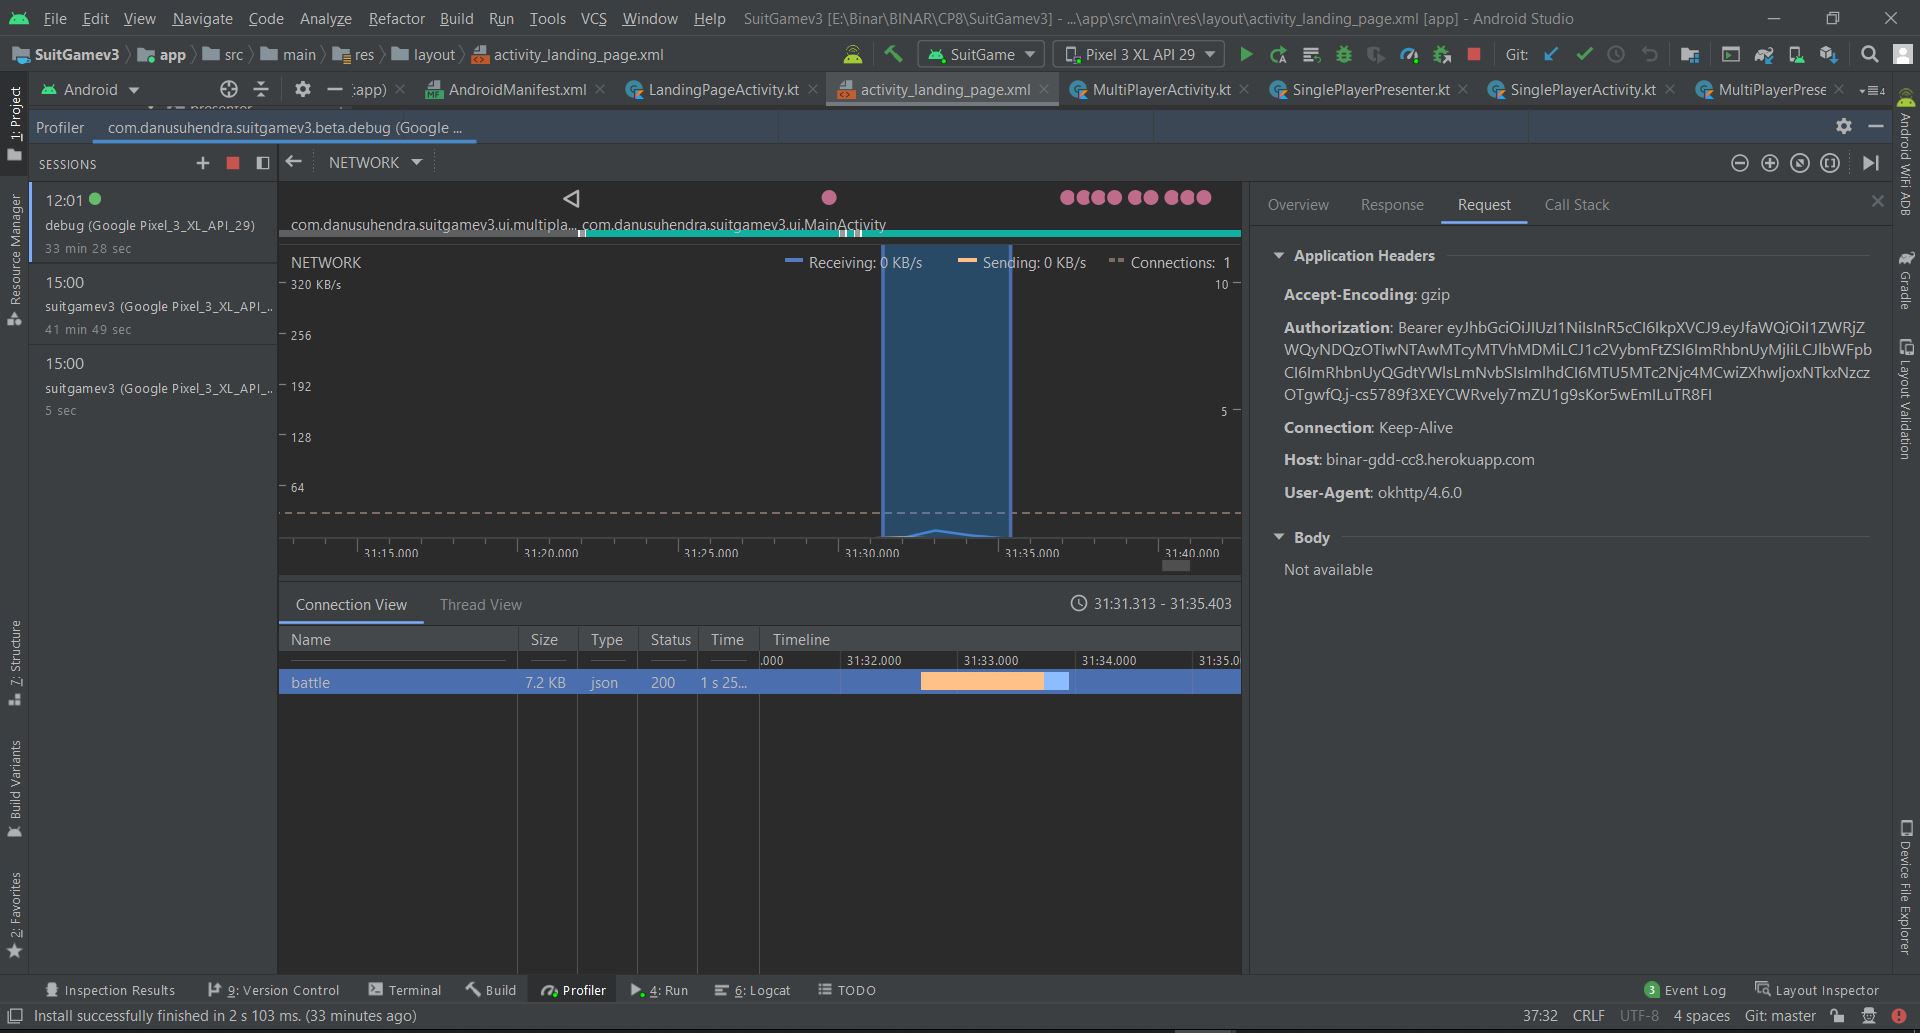 File Edit View Navigate Code Analyze Refactor Build Run Tools VCS Window Help SuitGamev3 [E:\Binar\BINAR\CP8\SuitGamev3] - ...\app\src\main\res\layout\activity_landing_page.xml [app] - Android Studio
SuitGamev3 app src main res layout activity_landing_page.xml SuitGame Pixel 3 XL API 29 Git:
Android :app) AndroidManifest.xml LandingPageActivity.kt activity_landing_page.xml MultiPlayerActivity.kt SinglePlayerPresenter.kt SinglePlayerActivity.kt MultiPlayerPrese 4
presenter
Profiler com.danusuhendra.suitgamev3.beta.debug (Google ...
SESSIONS NETWORK
12:01
debug (Google Pixel_3_XL_API_29)
33 min 28 sec
15:00
suitgamev3 (Google Pixel_3_XL_API_..
41 min 49 sec
15:00
suitgamev3 (Google Pixel_3_XL_API_..
5 sec
com.danusuhendra.suitgamev3.ui.multipla... com.danusuhendra.suitgamev3.ui.MainActivity
NETWORK Receiving: 0 KB/s Sending: 0 KB/s Connections: 1
320 KB/s 10
256
192
5
128
64
31:15.000 31:20.000 31:25.000 31:30.000 31:35.000 31:40.000
Connection View Thread View 31:31.313 - 31:35.403
Name Size Type Status Time Timeline
.000 31:32.000 31:33.000 31:34.000 31:35.0
battle 7.2 KB json 200 1 s 25...
Overview Response Request Call Stack
Application Headers
Accept-Encoding: gzip
Authorization: Bearer
Connection: Keep-Alive
Host: binar-gdd-cc8.herokuapp.com
User-Agent: okhttp/4.6.0
Body
Not available
1: Project
Resource Manager
7: Structure
Build Variants
2: Favorites
Android WiFi ADB
Gradle
Layout Validation
Device File Explorer
Inspection Results 9: Version Control Terminal Build Profiler 4: Run 6: Logcat TODO 3 Event Log Layout Inspector
Install successfully finished in 2 s 103 ms. (33 minutes ago) 37:32 CRLF UTF-8 4 spaces Git: master